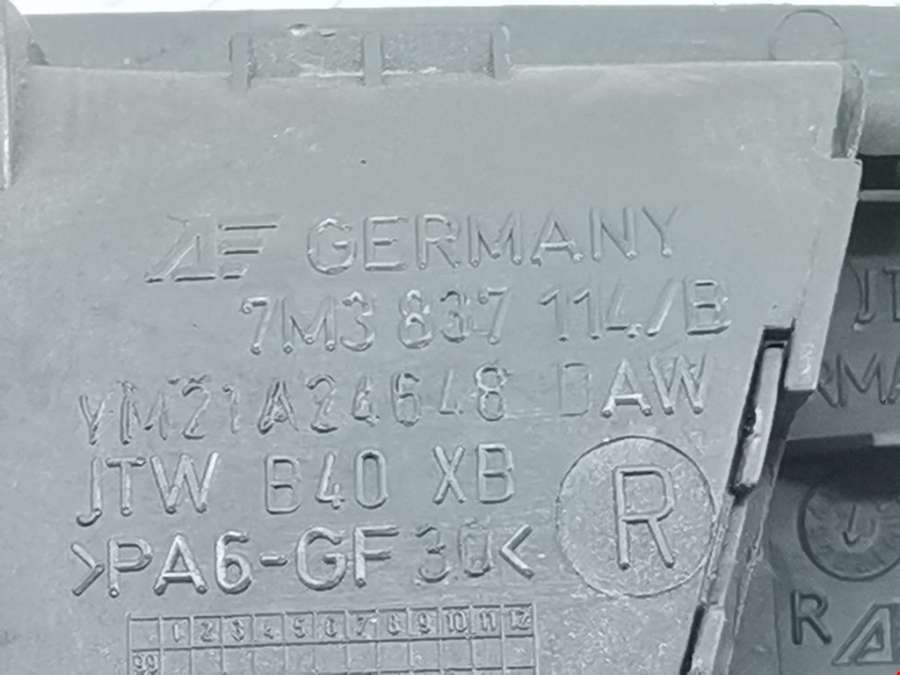 GERMANY
7M3 837 114/B
YM21A24648 DAW
JTW B40 XB
R
>PA6-GF30<
1 2 3 4 5 6 7 8 9 10 11 12
99
R